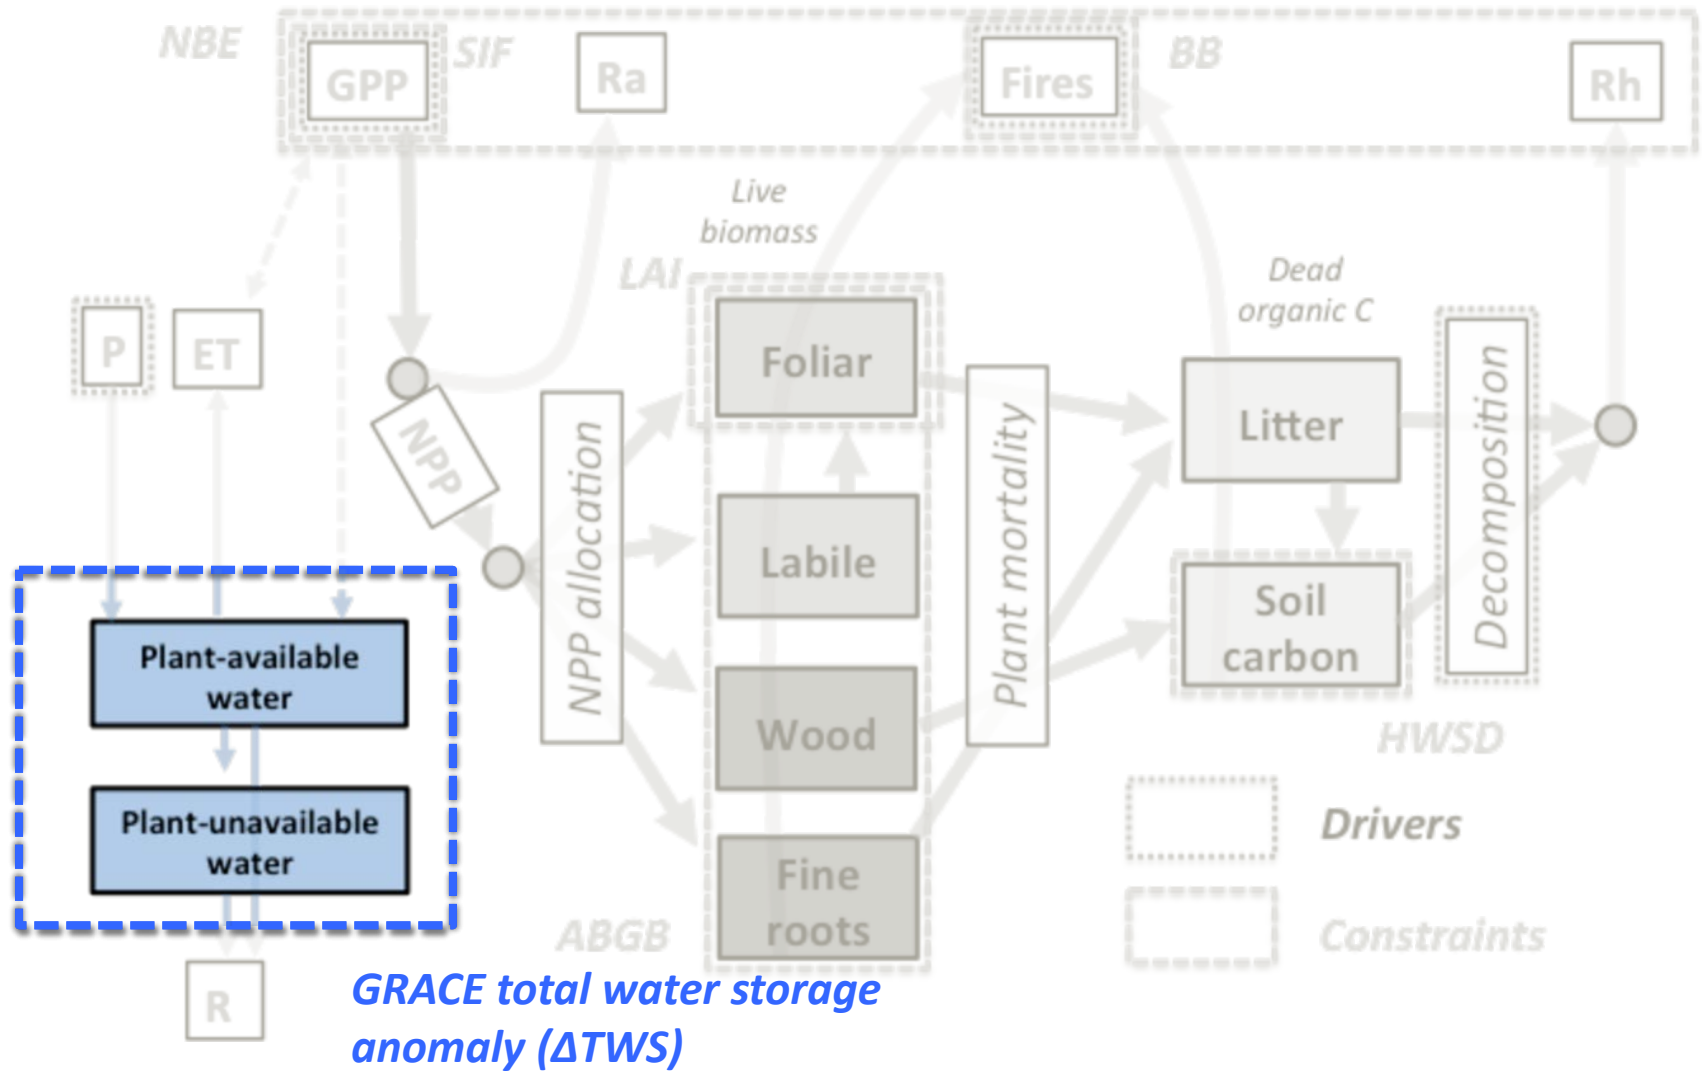 NBE
GPP
SIF
Ra
Fires
BB
Rh
Live
biomass
LAI
Dead
organic C
P
ET
NPP
NPP allocation
Foliar
Labile
Wood
Fine
roots
Plant mortality
Litter
Soil
carbon
Decomposition
HWSD
Plant-available
water
Plant-unavailable
water
R
ABGB
Drivers
Constraints
GRACE total water storage
anomaly (ΔTWS)